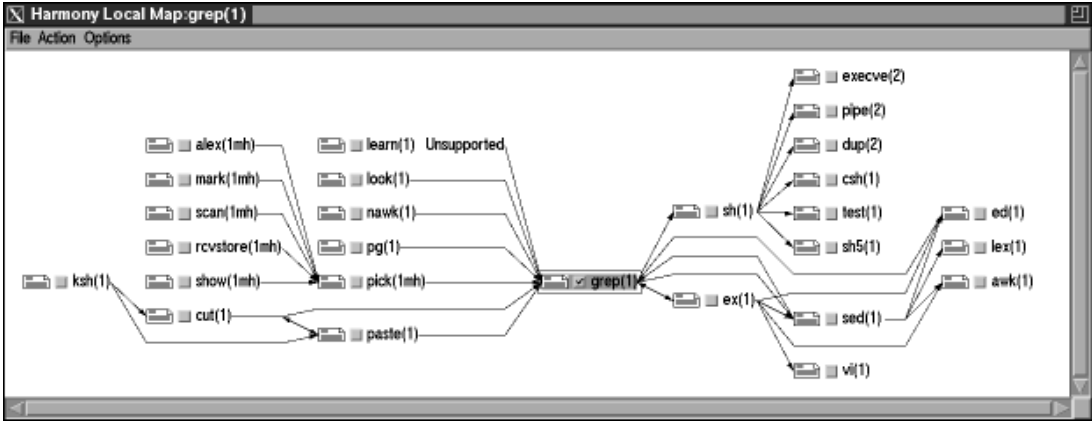 Harmony Local Map:grep(1)
File Action Options
execve(2)
pipe(2)
alex(1mh) learn(1) Unsupported dup(2)
mark(1mh) look(1) csh(1)
scan(1mh) nawk(1) sh(1) test(1) ed(1)
rcvstore(1mh) pg(1) sh5(1) lex(1)
ksh(1) show(1mh) pick(1mh) grep(1) awk(1)
ex(1)
cut(1) sed(1)
paste(1)
vi(1)